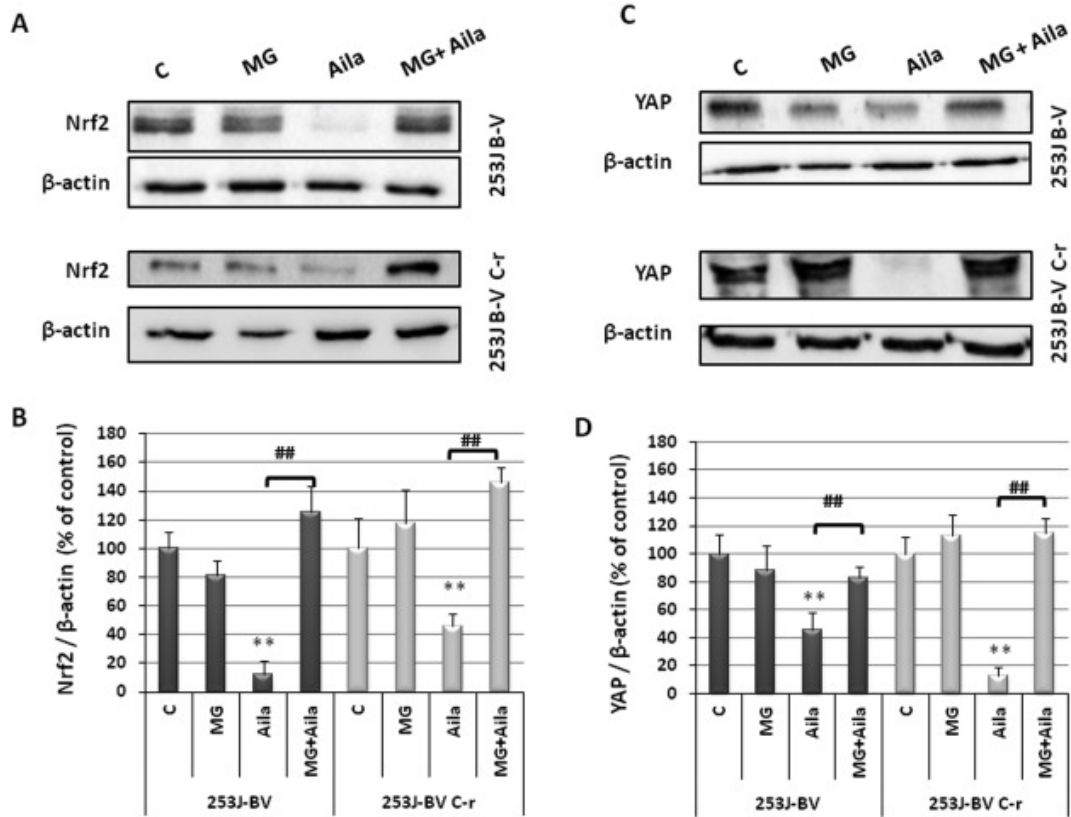 A
C MG Aila MG+ Aila
Nrf2
β-actin
253J B-V
Nrf2
β-actin
253J B-V C-r
B
Nrf2 / β-actin (% of control)
180
160
140
120
100
80
60
40
20
0
**
##
**
##
C MG Aila MG+Aila C MG Aila MG+Aila
253J-BV 253J-BV C-r
C
C MG Aila MG+Aila
YAP
β-actin
253J B-V
YAP
β-actin
253J B-V C-r
D
YAP / β-actin (% of control)
180
160
140
120
100
80
60
40
20
0
**
##
**
##
C MG Aila MG+Aila C MG Aila MG+Aila
253J-BV 253J-BV C-r